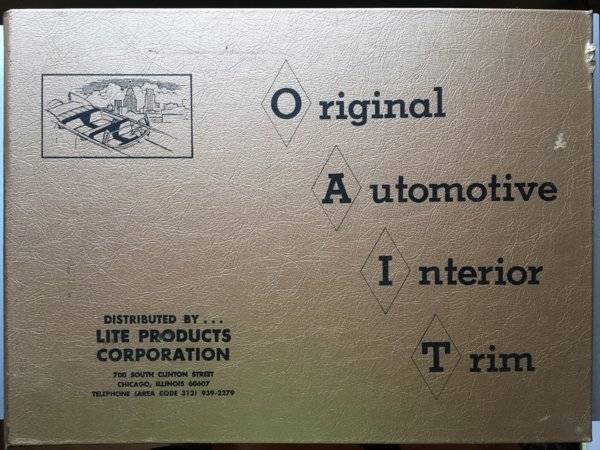 Original
Automotive
Interior
Trim
DISTRIBUTED BY . . .
LITE PRODUCTS
CORPORATION
700 SOUTH CLINTON STREET
CHICAGO, ILLINOIS 60607
TELEPHONE (AREA CODE 312) 939-2279